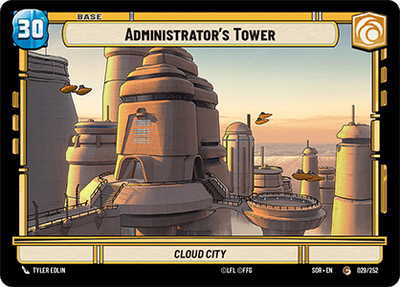 BASE
30
ADMINISTRATOR'S TOWER
CLOUD CITY
TYLER EDLIN
©LFL ©FFG
SOR • EN
C
029/252